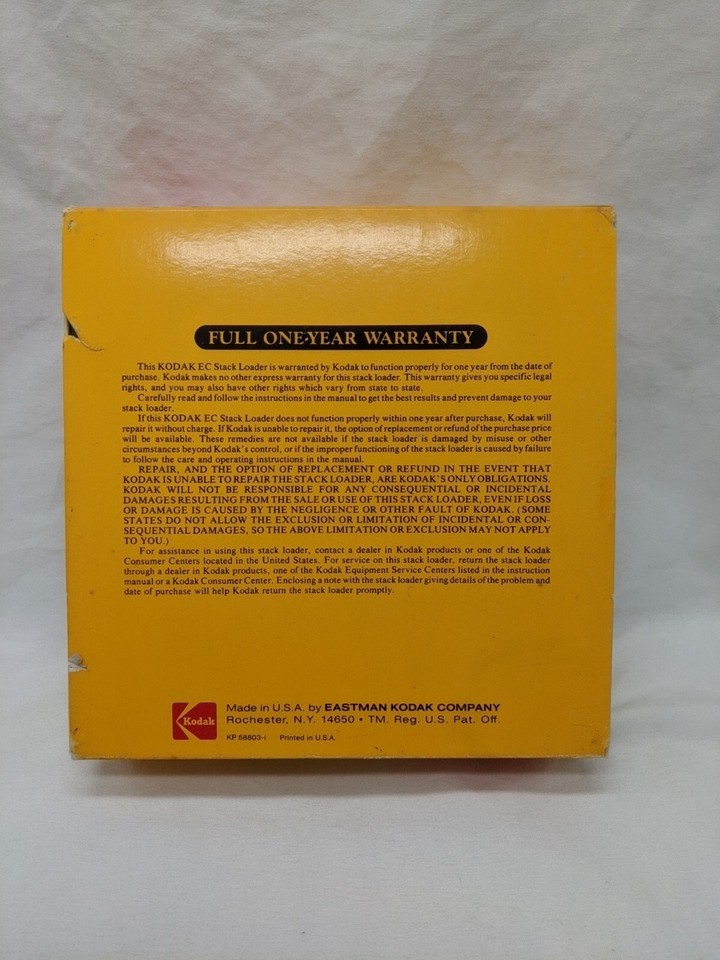 FULL ONE-YEAR WARRANTY
This KODAK EC Stack Loader is warranted by Kodak to function properly for one year from the date of
purchase. Kodak makes no other express warranty for this stack loader. This warranty gives you specific legal
rights, and you may also have other rights which vary from state to state.
Carefully read and follow the instructions in the manual to get the best results and prevent damage to your
stack loader.
If this KODAK EC Stack Loader does not function properly within one year after purchase, Kodak will
repair it without charge. If Kodak is unable to repair it, the option of replacement or refund of the purchase price
will be available. These remedies are not available if the stack loader is damaged by misuse or other
circumstances beyond Kodak's control, or if the improper functioning of the stack loader is caused by failure
to follow the care and operating instructions in the manual.
REPAIR, AND THE OPTION OF REPLACEMENT OR REFUND IN THE EVENT THAT
KODAK IS UNABLE TO REPAIR THE STACK LOADER, ARE KODAK'S ONLY OBLIGATIONS.
KODAK WILL NOT BE RESPONSIBLE FOR ANY CONSEQUENTIAL OR INCIDENTAL
DAMAGES RESULTING FROM THE SALE OR USE OF THIS STACK LOADER, EVEN IF LOSS
OR DAMAGE IS CAUSED BY THE NEGLIGENCE OR OTHER FAULT OF KODAK. (SOME
STATES DO NOT ALLOW THE EXCLUSION OR LIMITATION OF INCIDENTAL OR CON-
SEQUENTIAL DAMAGES, SO THE ABOVE LIMITATION OR EXCLUSION MAY NOT APPLY
TO YOU.)
For assistance in using this stack loader, contact a dealer in Kodak products or one of the Kodak
Consumer Centers located in the United States. For service on this stack loader, return the stack loader
through a dealer in Kodak products, one of the Kodak Equipment Service Centers listed in the instruction
manual or a Kodak Consumer Center. Enclosing a note with the stack loader giving details of the problem and
date of purchase will help Kodak return the stack loader promptly.
Kodak
Made in U.S.A. by EASTMAN KODAK COMPANY
Rochester, N.Y. 14650 • TM. Reg. U.S. Pat. Off.
KP 58803-i Printed in U.S.A.